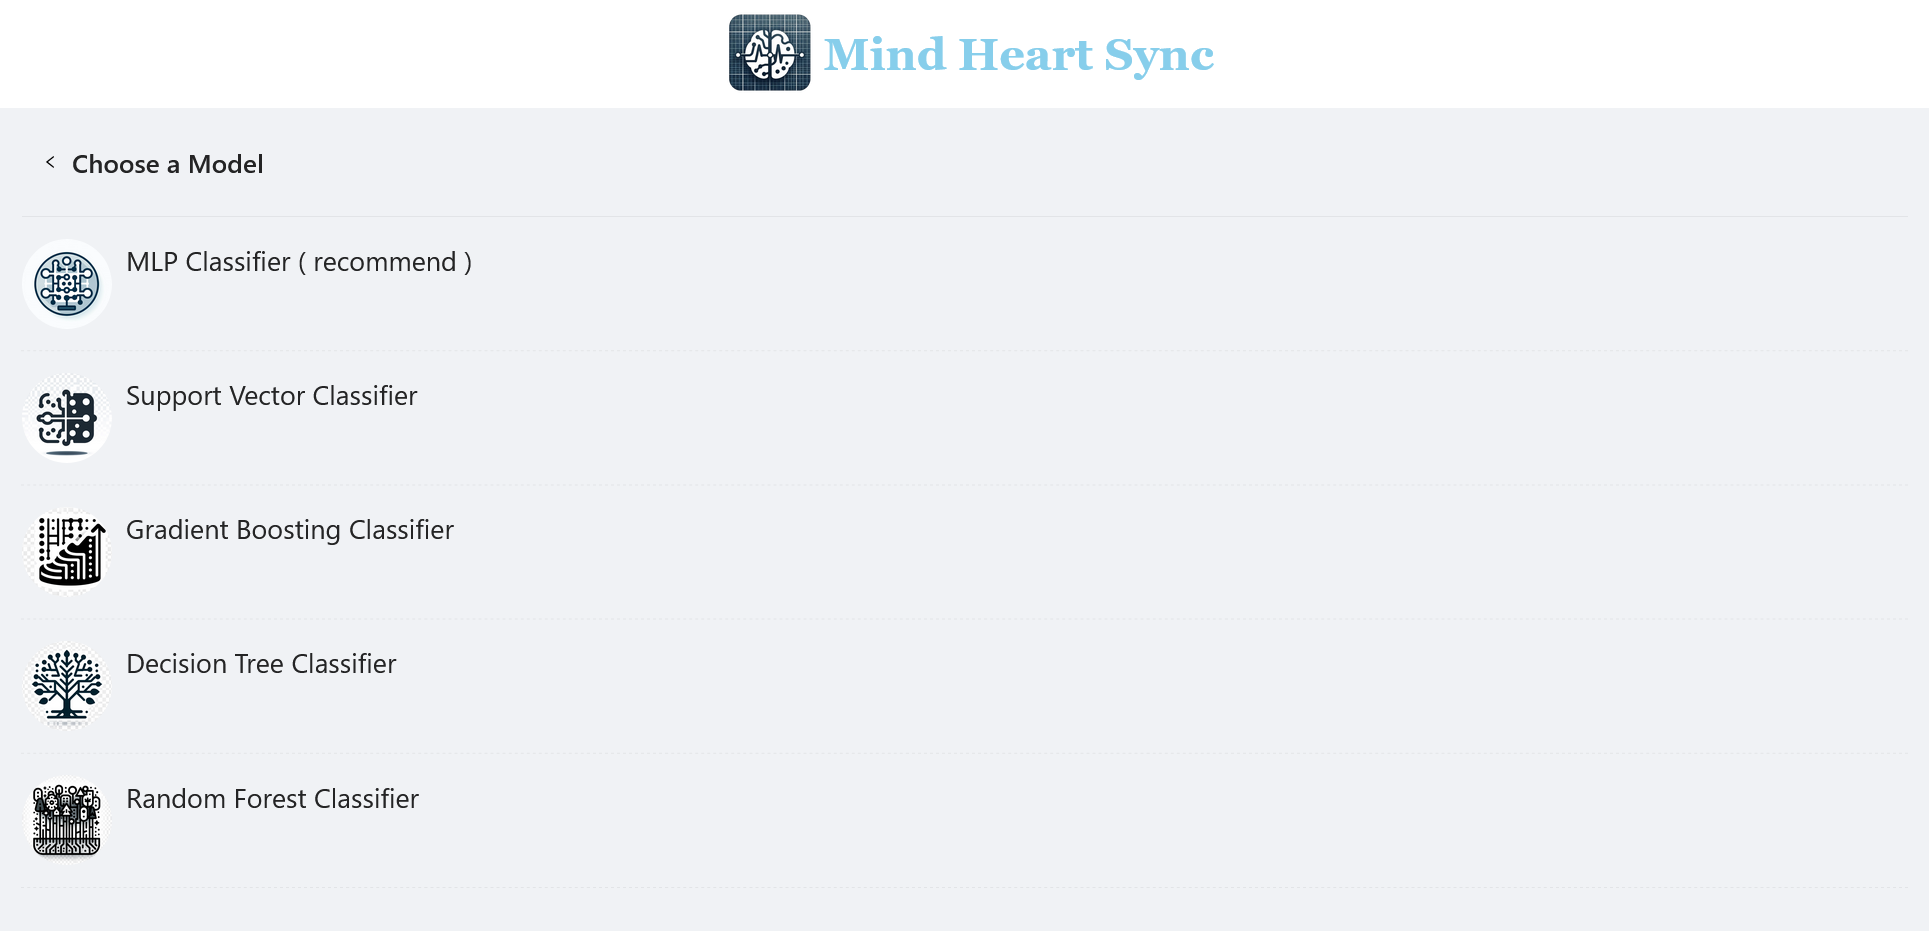 Mind Heart Sync
< Choose a Model
MLP Classifier ( recommend )
Support Vector Classifier
Gradient Boosting Classifier
Decision Tree Classifier
Random Forest Classifier